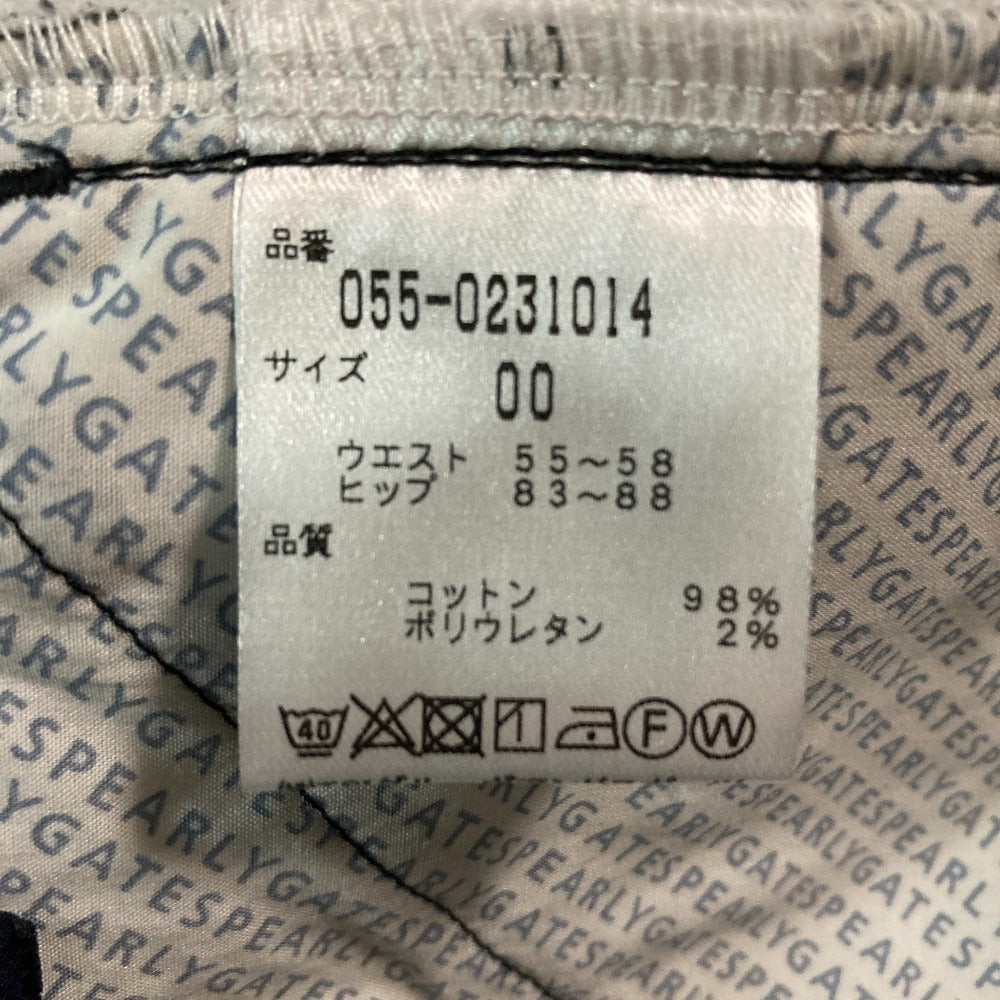 品番
055-0231014
サイズ 00
ウエスト 55～58
ヒップ 83～88
品質
コットン 98%
ポリウレタン 2%
40 F W
PEARLYGATES